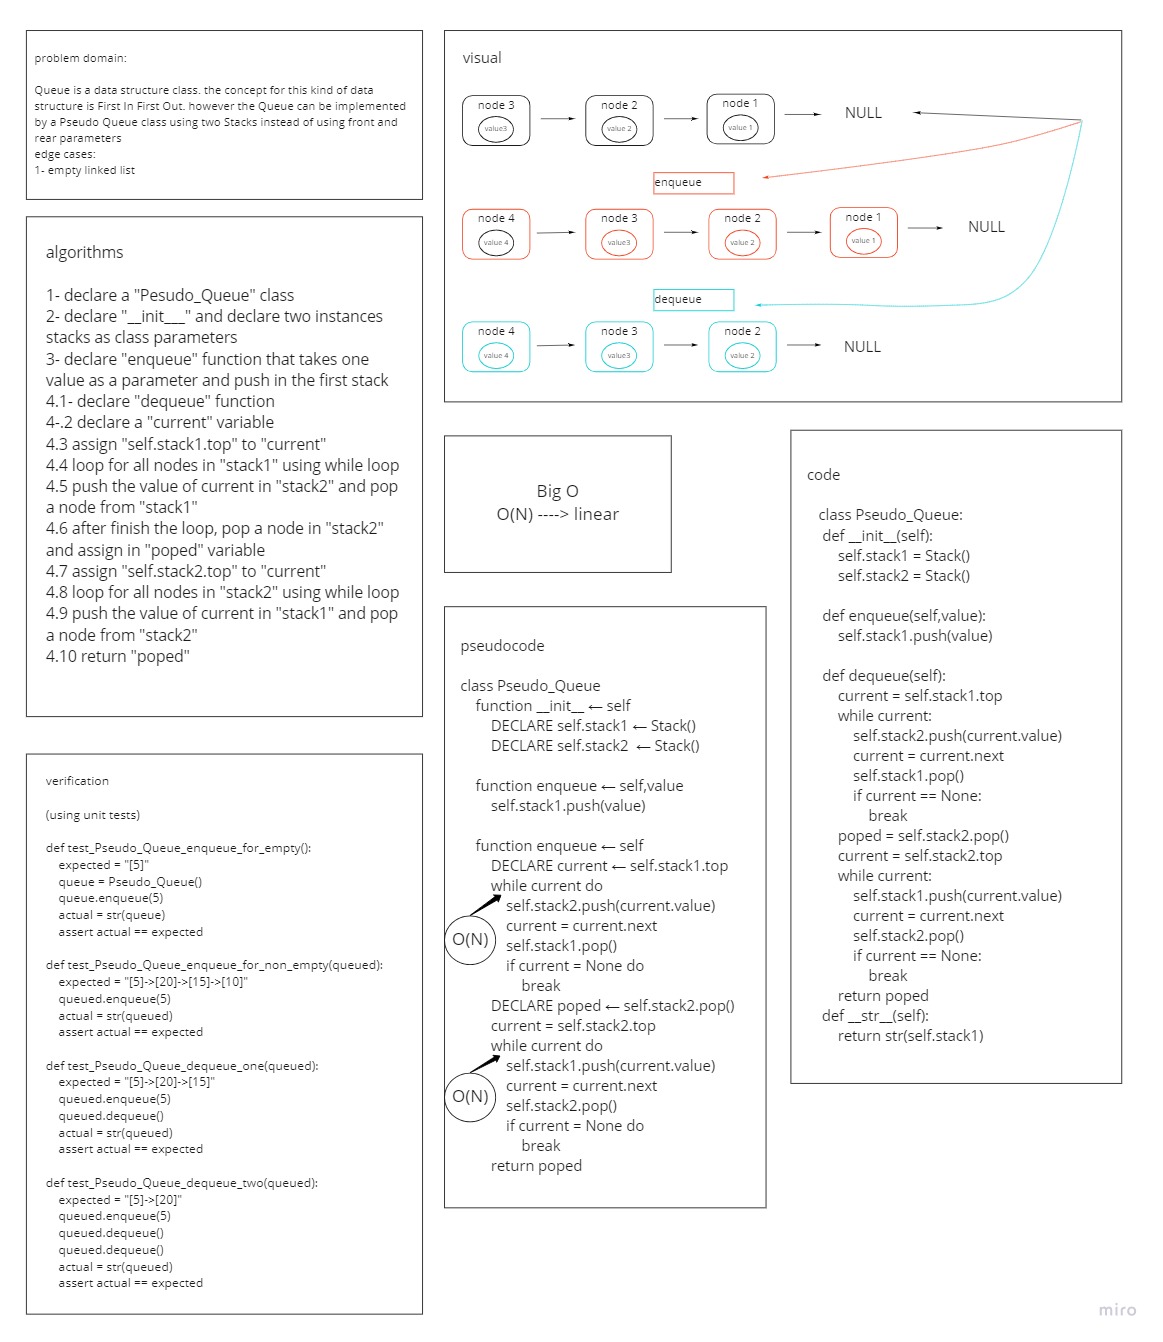 problem domain:
Queue is a data structure class. the concept for this kind of data
structure is First In First Out. however the Queue can be implemented
by a Pseudo Queue class using two Stacks instead of using front and
rear parameters
edge cases:
1- empty linked list
algorithms
1- declare a "Pesudo_Queue" class
2- declare "__init___" and declare two instances
stacks as class parameters
3- declare "enqueue" function that takes one
value as a parameter and push in the first stack
4.1- declare "dequeue" function
4-.2 declare a "current" variable
4.3 assign "self.stack1.top" to "current"
4.4 loop for all nodes in "stack1" using while loop
4.5 push the value of current in "stack2" and pop
a node from "stack1"
4.6 after finish the loop, pop a node in "stack2"
and assign in "poped" variable
4.7 assign "self.stack2.top" to "current"
4.8 loop for all nodes in "stack2" using while loop
4.9 push the value of current in "stack1" and pop
a node from "stack2"
4.10 return "poped"
verification
(using unit tests)
def test_Pseudo_Queue_enqueue_for_empty():
expected = "[5]"
queue = Pseudo_Queue()
queue.enqueue(5)
actual = str(queue)
assert actual == expected
def test_Pseudo_Queue_enqueue_for_non_empty(queued):
expected = "[5]->[20]->[15]->[10]"
queued.enqueue(5)
actual = str(queued)
assert actual == expected
def test_Pseudo_Queue_dequeue_one(queued):
expected = "[5]->[20]->[15]"
queued.enqueue(5)
queued.dequeue()
actual = str(queued)
assert actual == expected
def test_Pseudo_Queue_dequeue_two(queued):
expected = "[5]->[20]"
queued.enqueue(5)
queued.dequeue()
queued.dequeue()
actual = str(queued)
assert actual == expected
visual
node 3 node 2 node 1
value3 value 2 value 1 NULL
enqueue
node 4 node 3 node 2 node 1
value 4 value3 value 2 value 1 NULL
dequeue
node 4 node 3 node 2
value 4 value3 value 2 NULL
Big O
O(N) ----> linear
pseudocode
class Pseudo_Queue
function __init__ ← self
DECLARE self.stack1 ← Stack()
DECLARE self.stack2 ← Stack()
function enqueue ← self,value
self.stack1.push(value)
function enqueue ← self
DECLARE current ← self.stack1.top
while current do
self.stack2.push(current.value)
current = current.next
O(N)
self.stack1.pop()
if current = None do
break
DECLARE poped ← self.stack2.pop()
current = self.stack2.top
while current do
self.stack1.push(current.value)
current = current.next
O(N)
self.stack2.pop()
if current = None do
break
return poped
code
class Pseudo_Queue:
def __init__(self):
self.stack1 = Stack()
self.stack2 = Stack()
def enqueue(self,value):
self.stack1.push(value)
def dequeue(self):
current = self.stack1.top
while current:
self.stack2.push(current.value)
current = current.next
self.stack1.pop()
if current == None:
break
poped = self.stack2.pop()
current = self.stack2.top
while current:
self.stack1.push(current.value)
current = current.next
self.stack2.pop()
if current == None:
break
return poped
def __str__(self):
return str(self.stack1)
miro